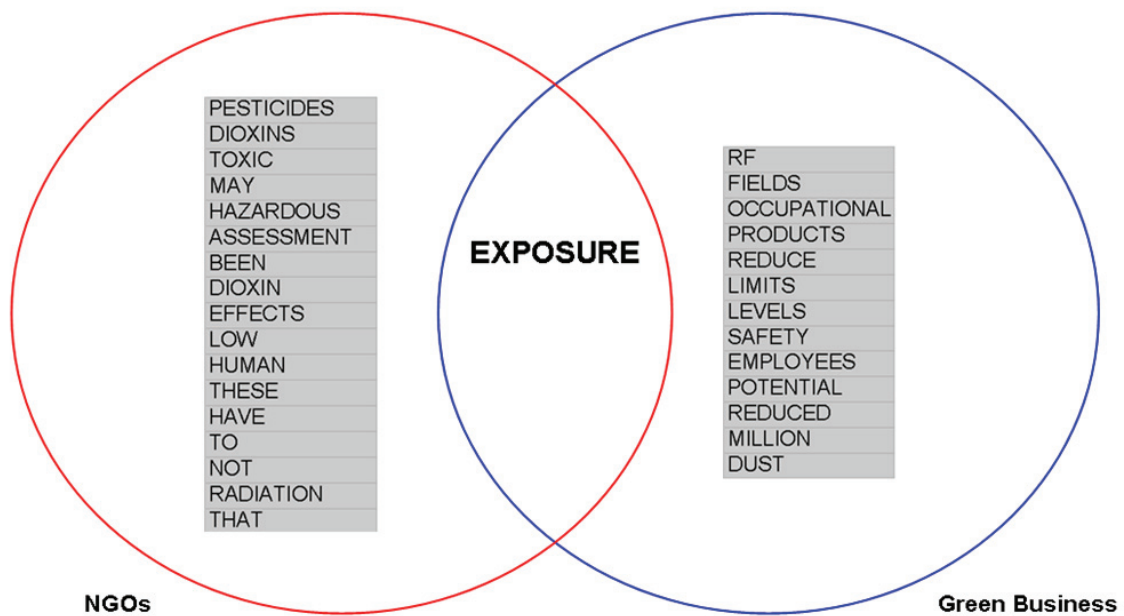 PESTICIDES
DIOXINS
TOXIC
MAY
HAZARDOUS
ASSESSMENT
BEEN
DIOXIN
EFFECTS
LOW
HUMAN
THESE
HAVE
TO
NOT
RADIATION
THAT
EXPOSURE
RF
FIELDS
OCCUPATIONAL
PRODUCTS
REDUCE
LIMITS
LEVELS
SAFETY
EMPLOYEES
POTENTIAL
REDUCED
MILLION
DUST
NGOs
Green Business